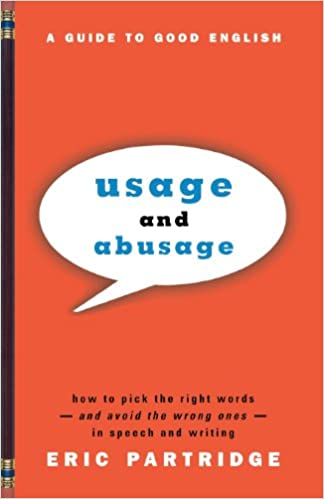 A GUIDE TO GOOD ENGLISH
usage
and
abusage
how to pick the right words
— and avoid the wrong ones —
in speech and writing
ERIC PARTRIDGE